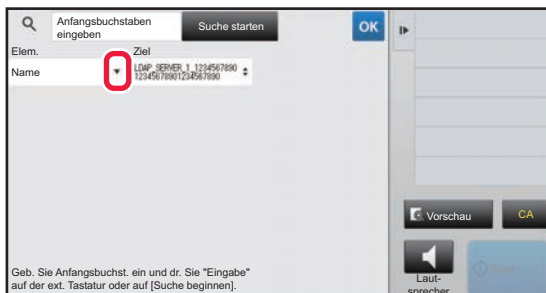 Anfangsbuchstaben
eingeben
Suche starten
OK
Elem.
Ziel
Name
LDAP_SERVER_1_1234567890
12345678901234567890
Vorschau
CA
Laut-
sprecher
Start
Geb. Sie Anfangsbuchst. ein und dr. Sie "Eingabe"
auf der ext. Tastatur oder auf [Suche beginnen].